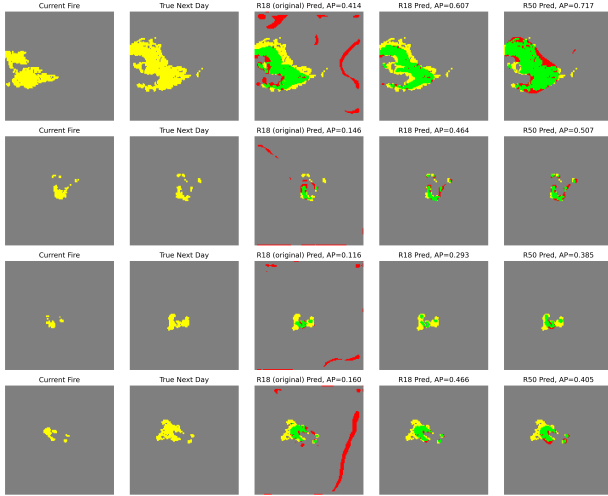 Current Fire True Next Day R18 (original) Pred, AP=0.414 R18 Pred, AP=0.607 R50 Pred, AP=0.717
Current Fire True Next Day R18 (original) Pred, AP=0.146 R18 Pred, AP=0.464 R50 Pred, AP=0.507
Current Fire True Next Day R18 (original) Pred, AP=0.116 R18 Pred, AP=0.293 R50 Pred, AP=0.385
Current Fire True Next Day R18 (original) Pred, AP=0.160 R18 Pred, AP=0.466 R50 Pred, AP=0.405